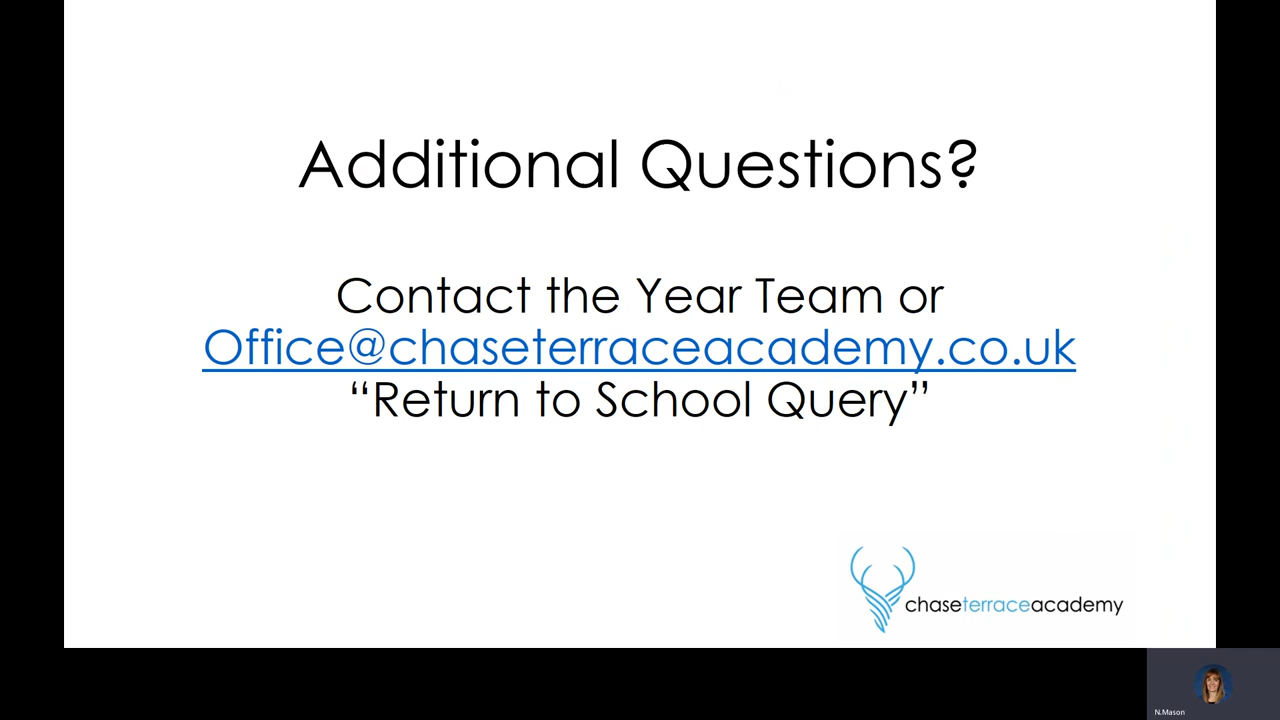 Additional Questions?
Contact the Year Team or
Office@chaseterraceacademy.co.uk
“Return to School Query”
chaseterraceacademy
N.Mason